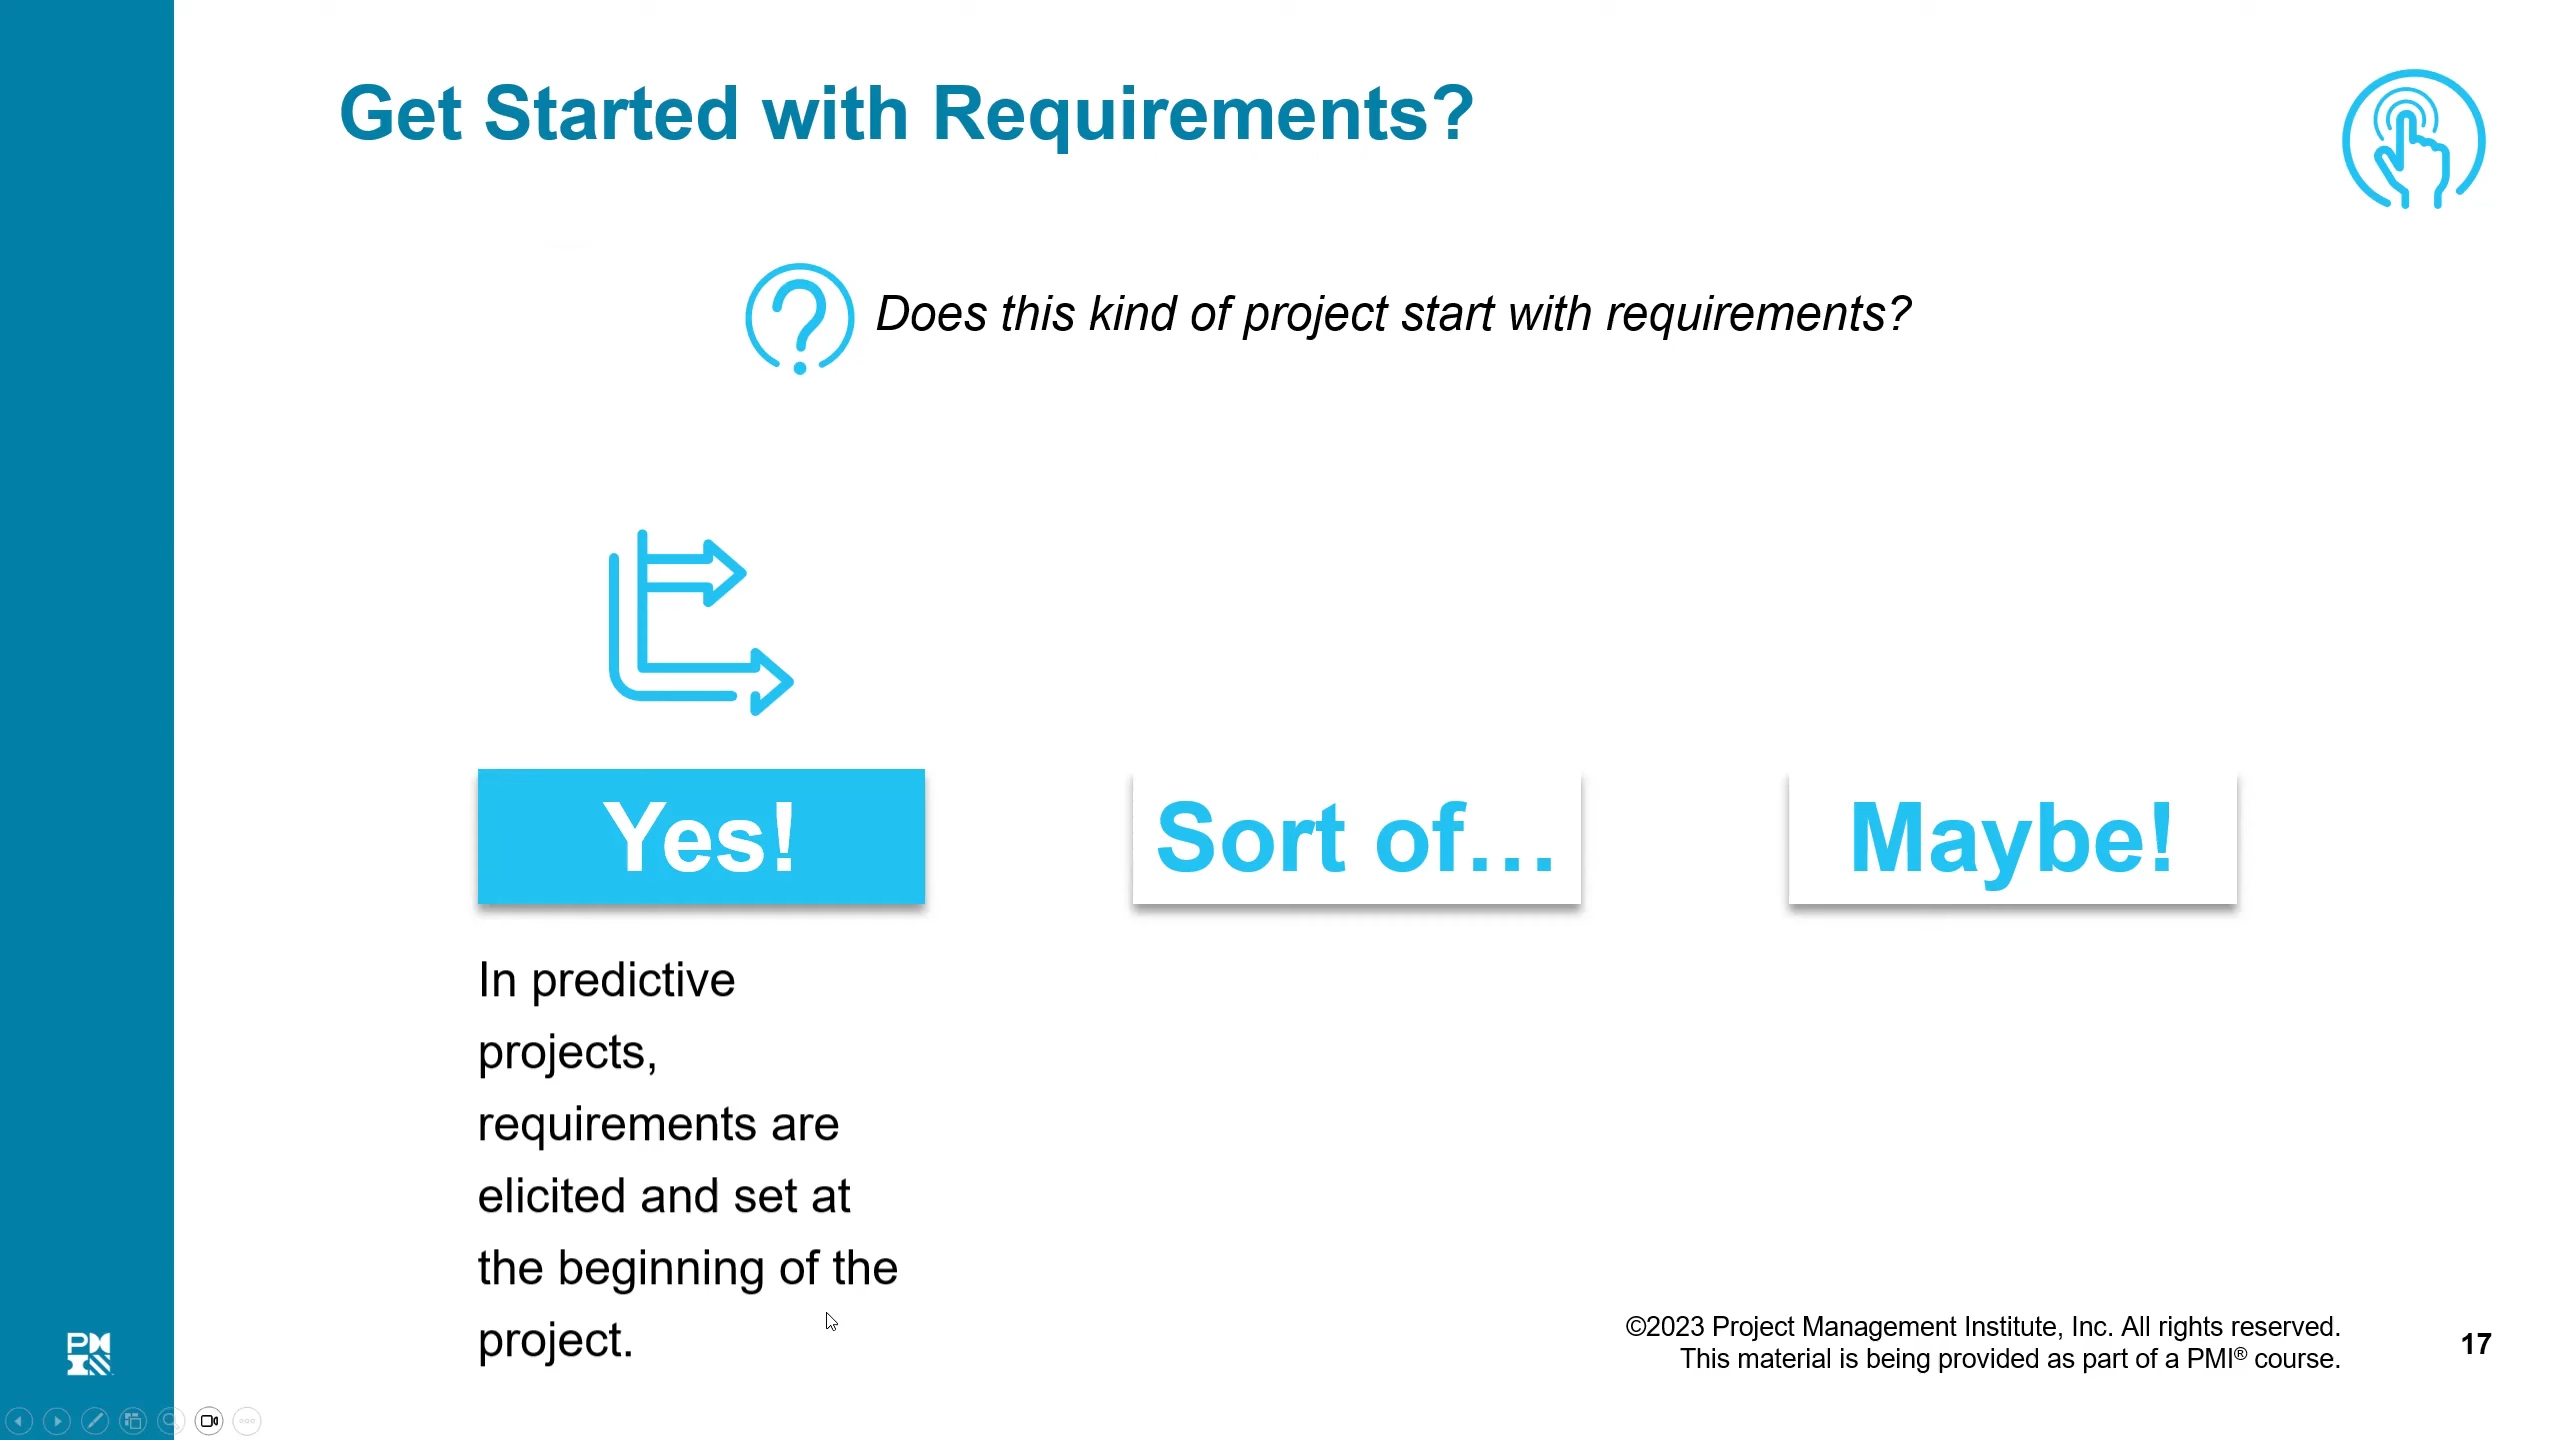 Get Started with Requirements?
Does this kind of project start with requirements?
Yes!
In predictive
projects,
requirements are
elicited and set at
the beginning of the
project.
Sort of…
Maybe!
©2023 Project Management Institute, Inc. All rights reserved.
This material is being provided as part of a PMI® course.
17